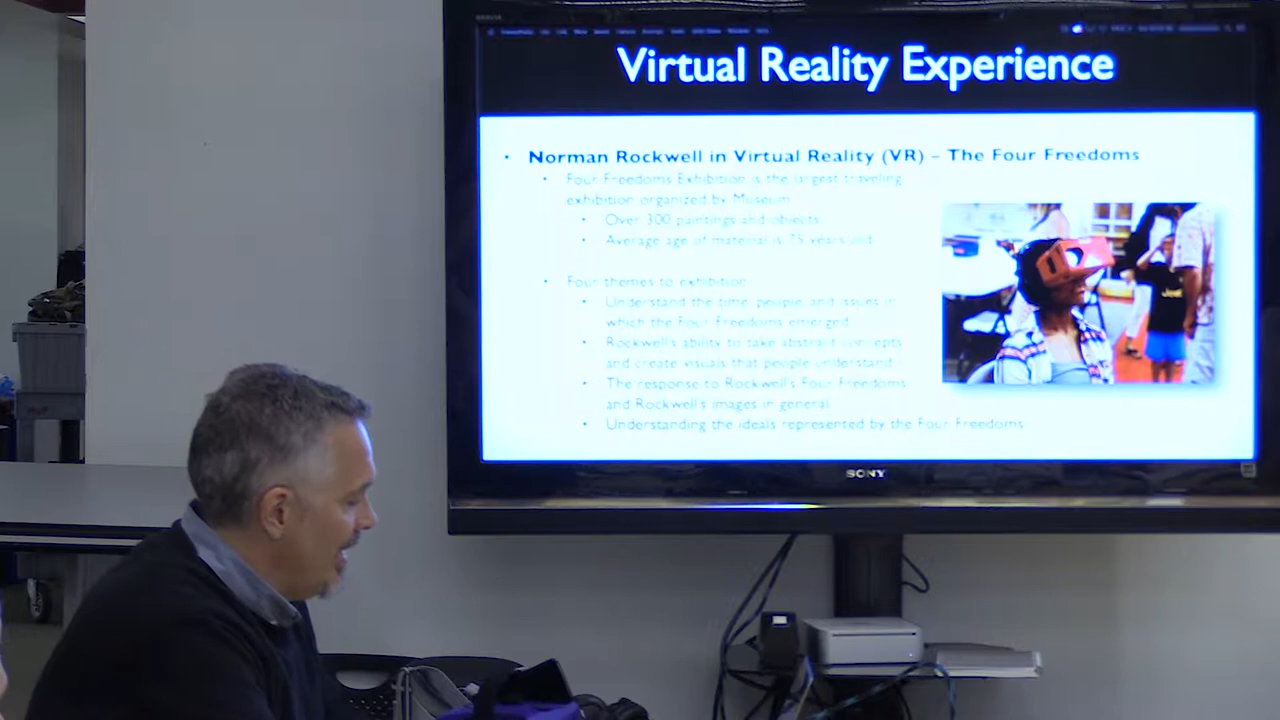 Virtual Reality Experience
• Norman Rockwell in Virtual Reality (VR) – The Four Freedoms
• Four Freedoms Exhibition is the largest traveling
exhibition organized by Museum
• Over 300 paintings and objects
• Average age of material is 75 years old
• Four themes to exhibition
• Understand the time, people, and issues in
which the Four Freedoms emerged
• Rockwell's ability to take abstract concepts
and create visuals that people understand
• The response to Rockwell's Four Freedoms
and Rockwell's images in general
• Understanding the ideals represented by the Four Freedoms
SONY